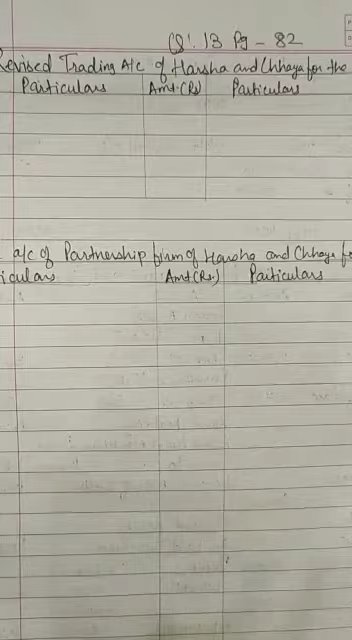 Q. 13 Pg - 82
Revised Trading A/c of Harsha and Chhaya for the
Particulars Amt.(Rs) Particulars
a/c of Partnership firm of Harsha and Chhaya
iculars Amt(Rs.) Particulars